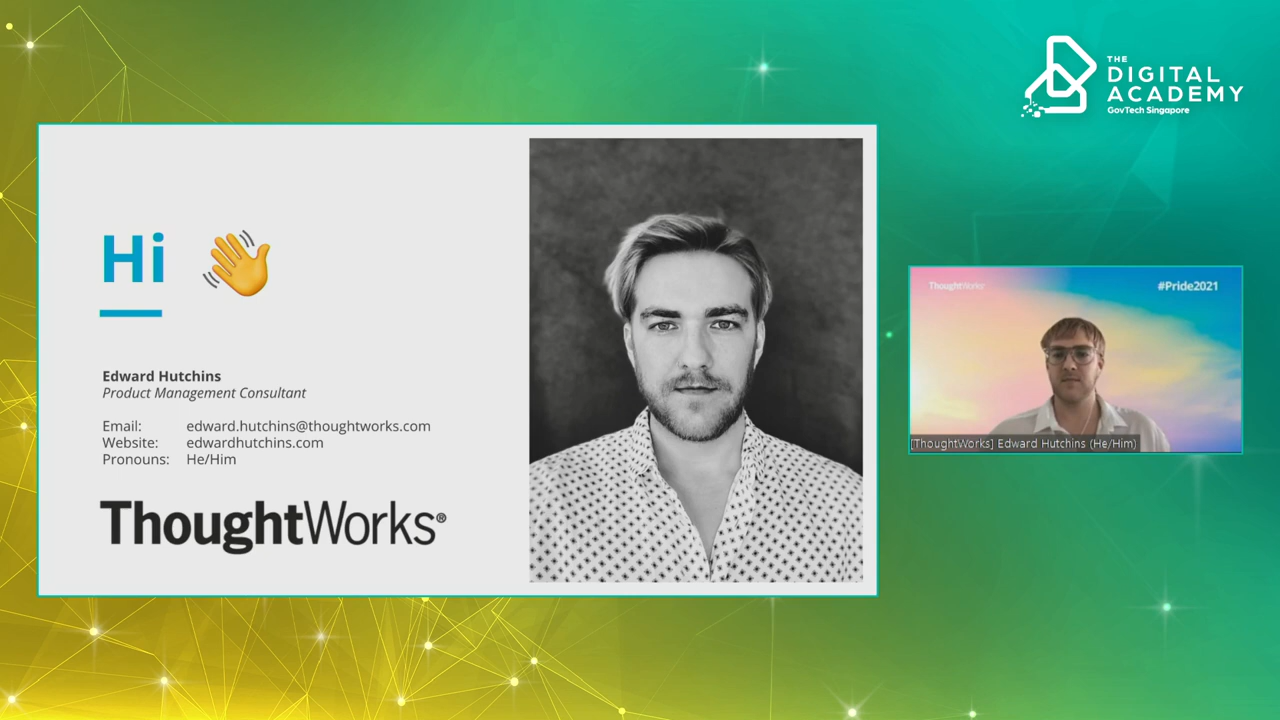 THE
DIGITAL
ACADEMY
GovTech Singapore
Hi
Edward Hutchins
Product Management Consultant
Email: edward.hutchins@thoughtworks.com
Website: edwardhutchins.com
Pronouns: He/Him
ThoughtWorks®
ThoughtWorks
#Pride2021
[ThoughtWorks] Edward Hutchins (He/Him)